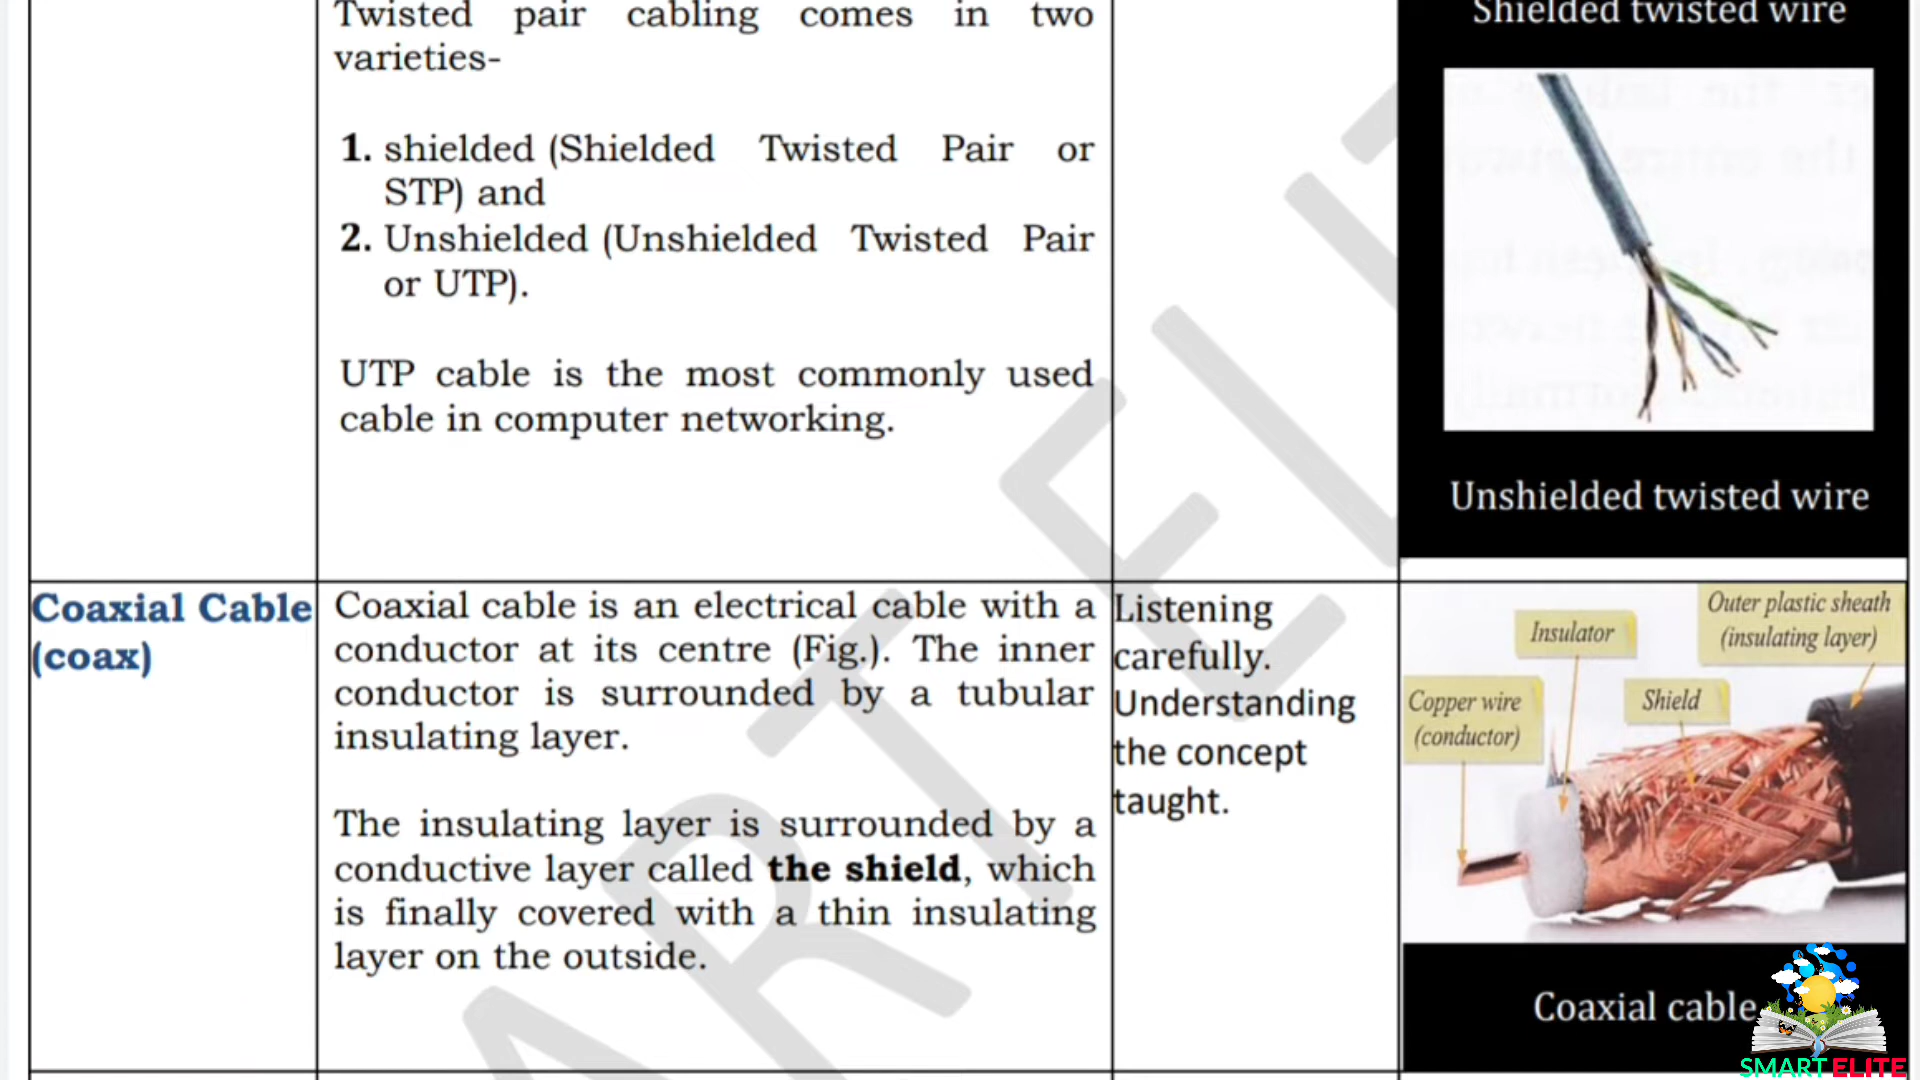 Twisted pair cabling comes in two
varieties-
1. shielded (Shielded Twisted Pair or
STP) and
2. Unshielded (Unshielded Twisted Pair
or UTP).
UTP cable is the most commonly used
cable in computer networking.
Shielded twisted wire
Unshielded twisted wire
Coaxial Cable
(coax)
Coaxial cable is an electrical cable with a
conductor at its centre (Fig.). The inner
conductor is surrounded by a tubular
insulating layer.
The insulating layer is surrounded by a
conductive layer called the shield, which
is finally covered with a thin insulating
layer on the outside.
Listening
carefully.
Understanding
the concept
taught.
Outer plastic sheath
(insulating layer)
Insulator
Copper wire
(conductor)
Shield
Coaxial cable
SMART ELITE